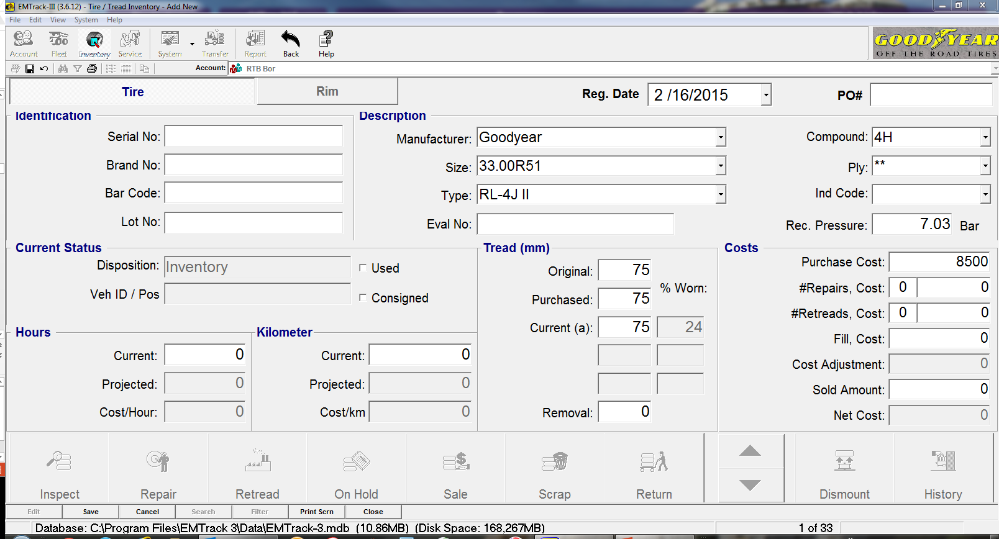 EMTrack-III (3.6.12) - Tire / Tread Inventory - Add New
File Edit View System Help
Account Fleet Inventory Service System Transfer Report Back Help
GOODYEAR
OFF THE ROAD TIRES
Account: RTB Bor
Tire Rim Reg. Date 2 /16/2015 PO#
Identification Description
Serial No: Manufacturer: Goodyear Compound: 4H
Brand No: Size: 33.00R51 Ply: **
Bar Code: Type: RL-4J II Ind Code:
Lot No: Eval No: Rec. Pressure: 7.03 Bar
Current Status Tread (mm) Costs
Disposition: Inventory Used Original: 75 Purchase Cost: 8500
% Worn: #Repairs, Cost: 0 0
Veh ID / Pos Consigned Purchased: 75 #Retreads, Cost: 0 0
Hours Kilometer Current (a): 75 24 Fill, Cost: 0
Current: 0 Current: 0 Cost Adjustment: 0
Projected: 0 Projected: 0 Sold Amount: 0
Cost/Hour: 0 Cost/km 0 Removal: 0 Net Cost: 0
Inspect Repair Retread On Hold Sale Scrap Return Dismount History
Edit Save Cancel Search Filter Print Scrn Close
Database: C:\Program Files\EMTrack 3\Data\EMTrack-3.mdb (10.86MB) (Disk Space: 168,267MB) 1 of 33